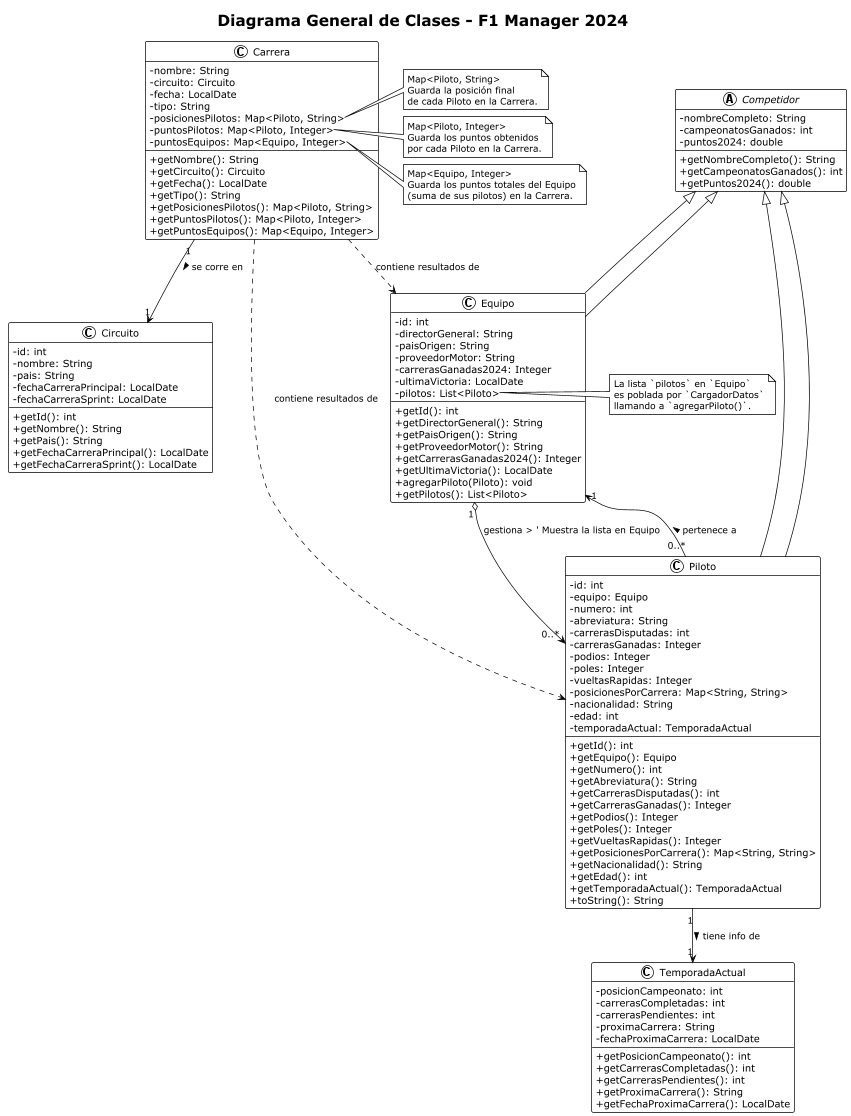 Diagrama General de Clases - F1 Manager 2024
C Carrera
-nombre: String
-circuito: Circuito
-fecha: LocalDate
-tipo: String
-posicionesPilotos: Map<Piloto, String>
-puntosPilotos: Map<Piloto, Integer>
-puntosEquipos: Map<Equipo, Integer>
+getNombre(): String
+getCircuito(): Circuito
+getFecha(): LocalDate
+getTipo(): String
+getPosicionesPilotos(): Map<Piloto, String>
+getPuntosPilotos(): Map<Piloto, Integer>
+getPuntosEquipos(): Map<Equipo, Integer>
Map<Piloto, String>
Guarda la posición final
de cada Piloto en la Carrera.
Map<Piloto, Integer>
Guarda los puntos obtenidos
por cada Piloto en la Carrera.
Map<Equipo, Integer>
Guarda los puntos totales del Equipo
(suma de sus pilotos) en la Carrera.
A Competidor
-nombreCompleto: String
-campeonatosGanados: int
-puntos2024: double
+getNombreCompleto(): String
+getCampeonatosGanados(): int
+getPuntos2024(): double
1
se corre en
1
contiene resultados de
C Circuito
-id: int
-nombre: String
-pais: String
-fechaCarreraPrincipal: LocalDate
-fechaCarreraSprint: LocalDate
+getId(): int
+getNombre(): String
+getPais(): String
+getFechaCarreraPrincipal(): LocalDate
+getFechaCarreraSprint(): LocalDate
contiene resultados de
C Equipo
-id: int
-directorGeneral: String
-paisOrigen: String
-proveedorMotor: String
-carrerasGanadas2024: Integer
-ultimaVictoria: LocalDate
-pilotos: List<Piloto>
+getId(): int
+getDirectorGeneral(): String
+getPaisOrigen(): String
+getProveedorMotor(): String
+getCarrerasGanadas2024(): Integer
+getUltimaVictoria(): LocalDate
+agregarPiloto(Piloto): void
+getPilotos(): List<Piloto>
La lista `pilotos` en `Equipo`
es poblada por `CargadorDatos`
llamando a `agregarPiloto()`.
1
1
gestiona > ' Muestra la lista en Equipo
pertenece a
0..*
0..*
C Piloto
-id: int
-equipo: Equipo
-numero: int
-abreviatura: String
-carrerasDisputadas: int
-carrerasGanadas: Integer
-podios: Integer
-poles: Integer
-vueltasRapidas: Integer
-posicionesPorCarrera: Map<String, String>
-nacionalidad: String
-edad: int
-temporadaActual: TemporadaActual
+getId(): int
+getEquipo(): Equipo
+getNumero(): int
+getAbreviatura(): String
+getCarrerasDisputadas(): int
+getCarrerasGanadas(): Integer
+getPodios(): Integer
+getPoles(): Integer
+getVueltasRapidas(): Integer
+getPosicionesPorCarrera(): Map<String, String>
+getNacionalidad(): String
+getEdad(): int
+getTemporadaActual(): TemporadaActual
+toString(): String
1
tiene info de
1
C TemporadaActual
-posicionCampeonato: int
-carrerasCompletadas: int
-carrerasPendientes: int
-proximaCarrera: String
-fechaProximaCarrera: LocalDate
+getPosicionCampeonato(): int
+getCarrerasCompletadas(): int
+getCarrerasPendientes(): int
+getProximaCarrera(): String
+getFechaProximaCarrera(): LocalDate